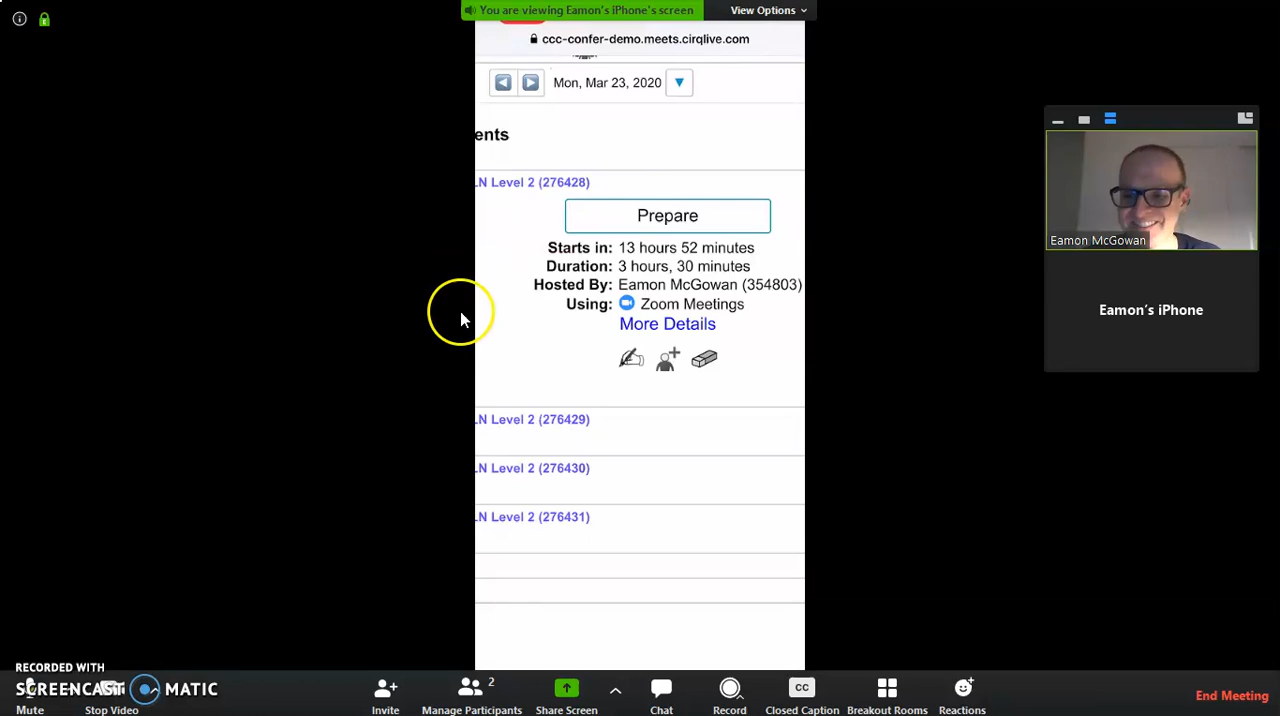 You are viewing Eamon's iPhone's screen
View Options
ccc-confer-demo.meets.cirqlive.com
Mon, Mar 23, 2020
ents
LN Level 2 (276428)
Prepare
Starts in: 13 hours 52 minutes
Duration: 3 hours, 30 minutes
Hosted By: Eamon McGowan (354803)
Using: Zoom Meetings
More Details
LN Level 2 (276429)
LN Level 2 (276430)
LN Level 2 (276431)
Eamon McGowan
Eamon's iPhone
RECORDED WITH
SCREENCAST MATIC
Mute
Stop Video
Invite
2
Manage Participants
Share Screen
Chat
Record
CC
Closed Caption
Breakout Rooms
Reactions
End Meeting